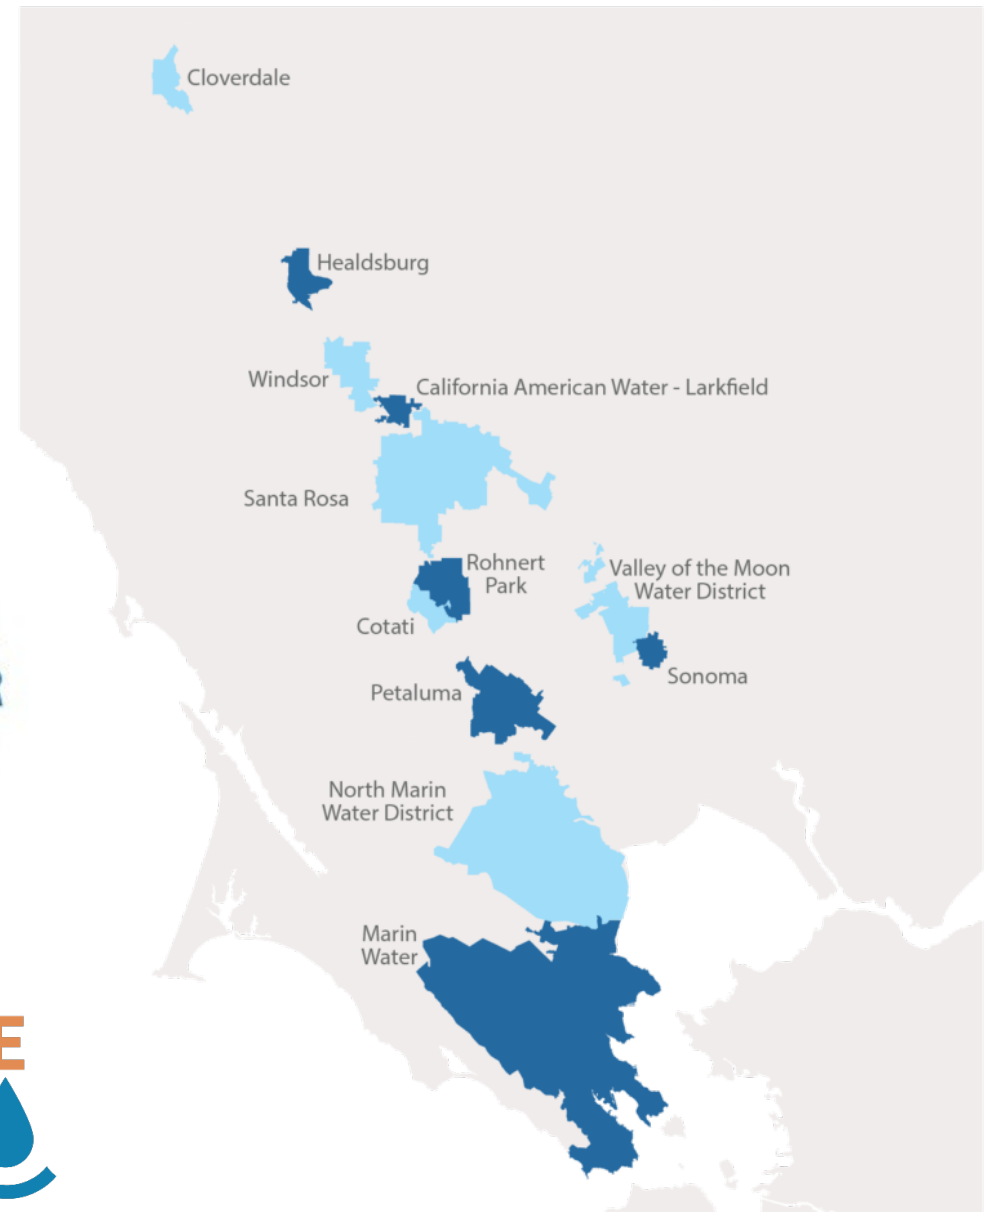 Cloverdale
Healdsburg
Windsor
California American Water - Larkfield
Santa Rosa
Rohnert
Park
Valley of the Moon
Water District
Cotati
Sonoma
Petaluma
North Marin
Water District
Marin
Water
E